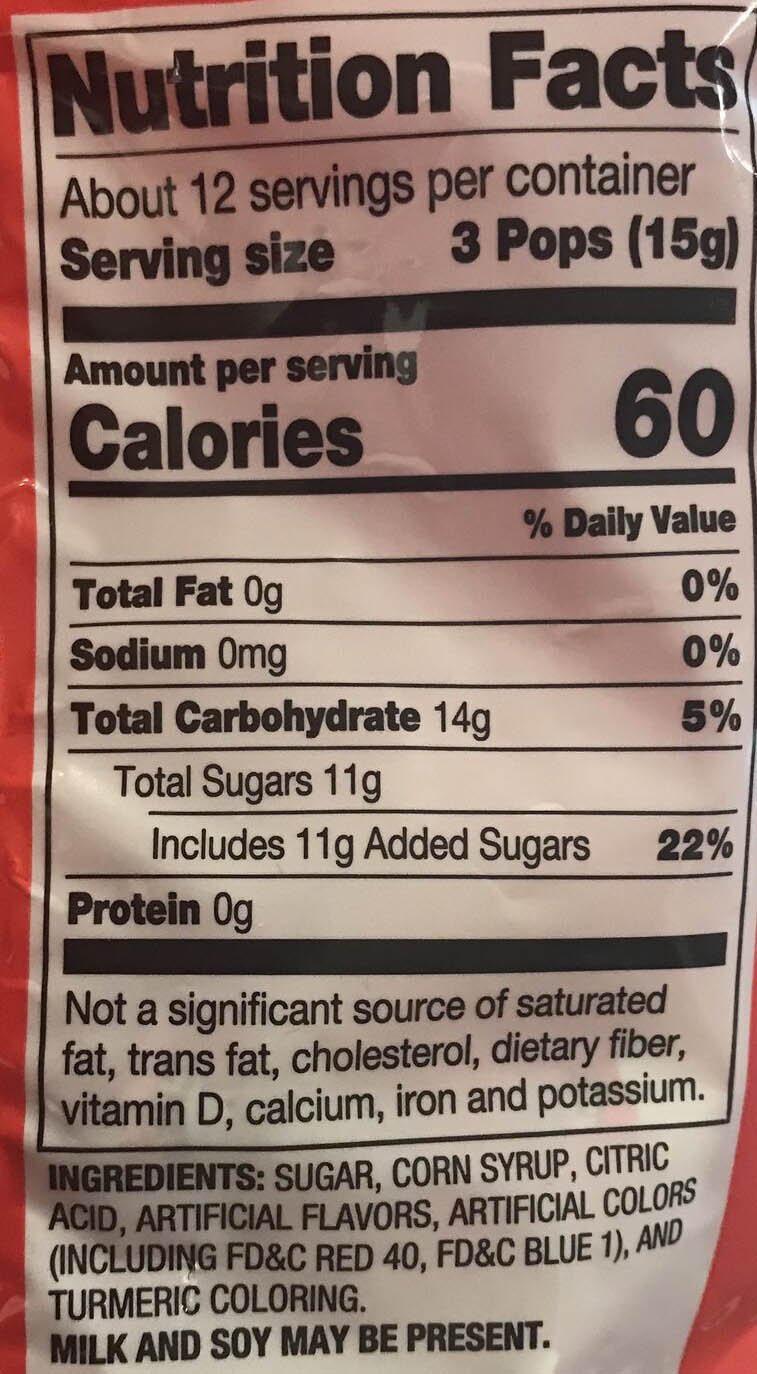 Nutrition Facts
About 12 servings per container
Serving size 3 Pops (15g)
Amount per serving
Calories 60
% Daily Value
Total Fat 0g 0%
Sodium 0mg 0%
Total Carbohydrate 14g 5%
Total Sugars 11g
Includes 11g Added Sugars 22%
Protein 0g
Not a significant source of saturated
fat, trans fat, cholesterol, dietary fiber,
vitamin D, calcium, iron and potassium.
INGREDIENTS: SUGAR, CORN SYRUP, CITRIC
ACID, ARTIFICIAL FLAVORS, ARTIFICIAL COLORS
(INCLUDING FD&C RED 40, FD&C BLUE 1), AND
TURMERIC COLORING.
MILK AND SOY MAY BE PRESENT.